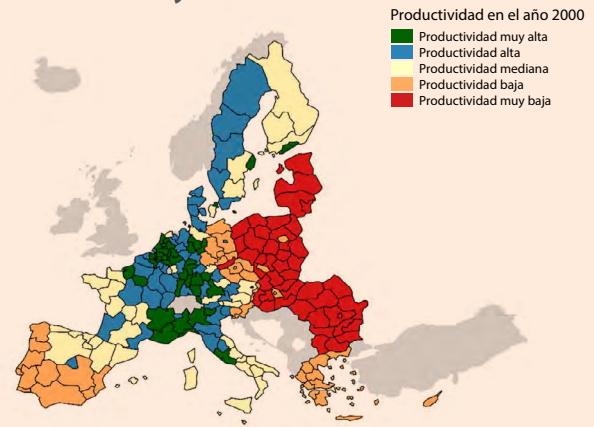 Productividad en el año 2000
Productividad muy alta
Productividad alta
Productividad mediana
Productividad baja
Productividad muy baja